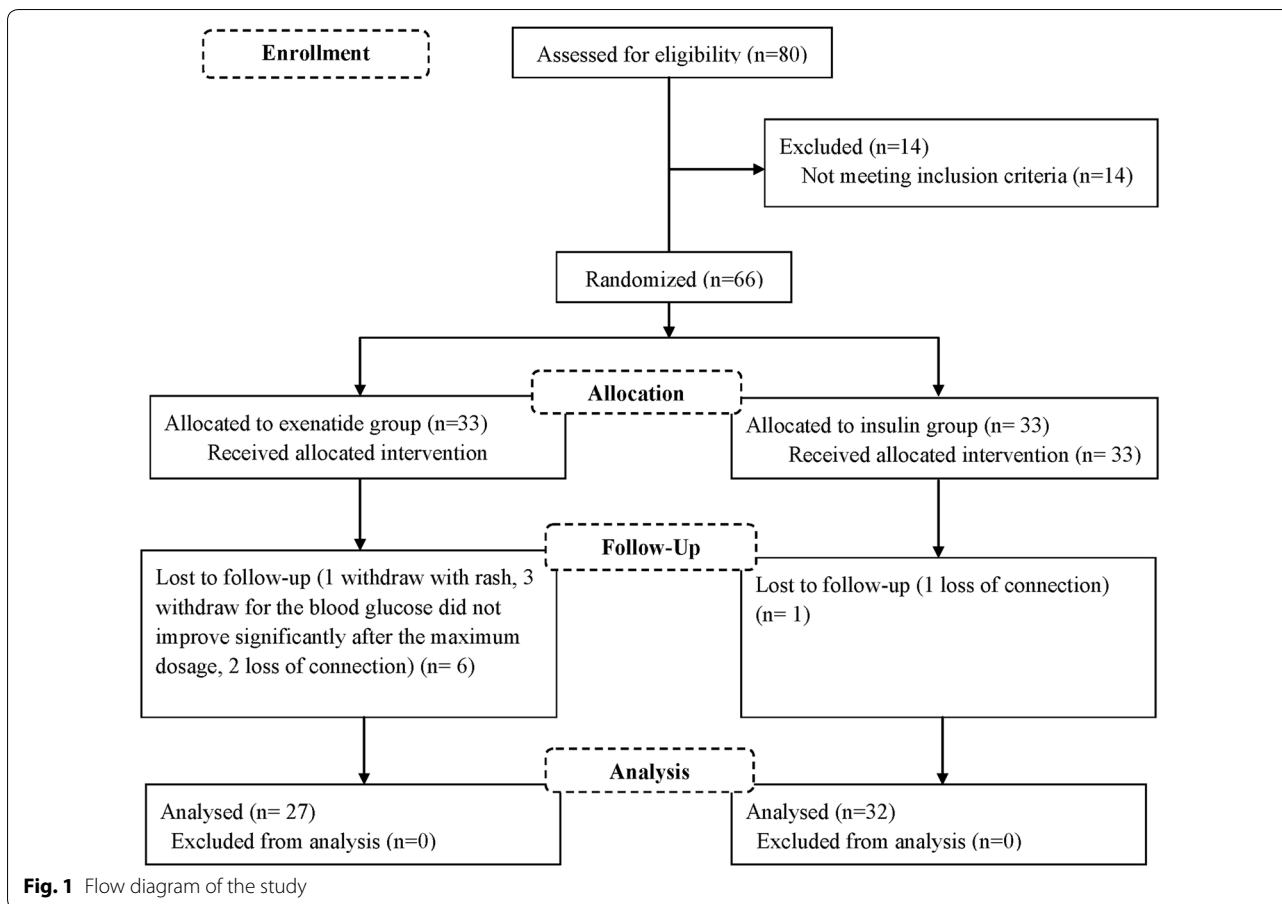 Enrollment
Assessed for eligibility (n=80)
Excluded (n=14)
Not meeting inclusion criteria (n=14)
Randomized (n=66)
Allocation
Allocated to exenatide group (n=33)
Received allocated intervention
Allocated to insulin group (n= 33)
Received allocated intervention (n= 33)
Follow-Up
Lost to follow-up (1 withdraw with rash, 3
withdraw for the blood glucose did not
improve significantly after the maximum
dosage, 2 loss of connection) (n= 6)
Lost to follow-up (1 loss of connection)
(n= 1)
Analysis
Analysed (n= 27)
Excluded from analysis (n=0)
Analysed (n=32)
Excluded from analysis (n=0)
Fig. 1 Flow diagram of the study